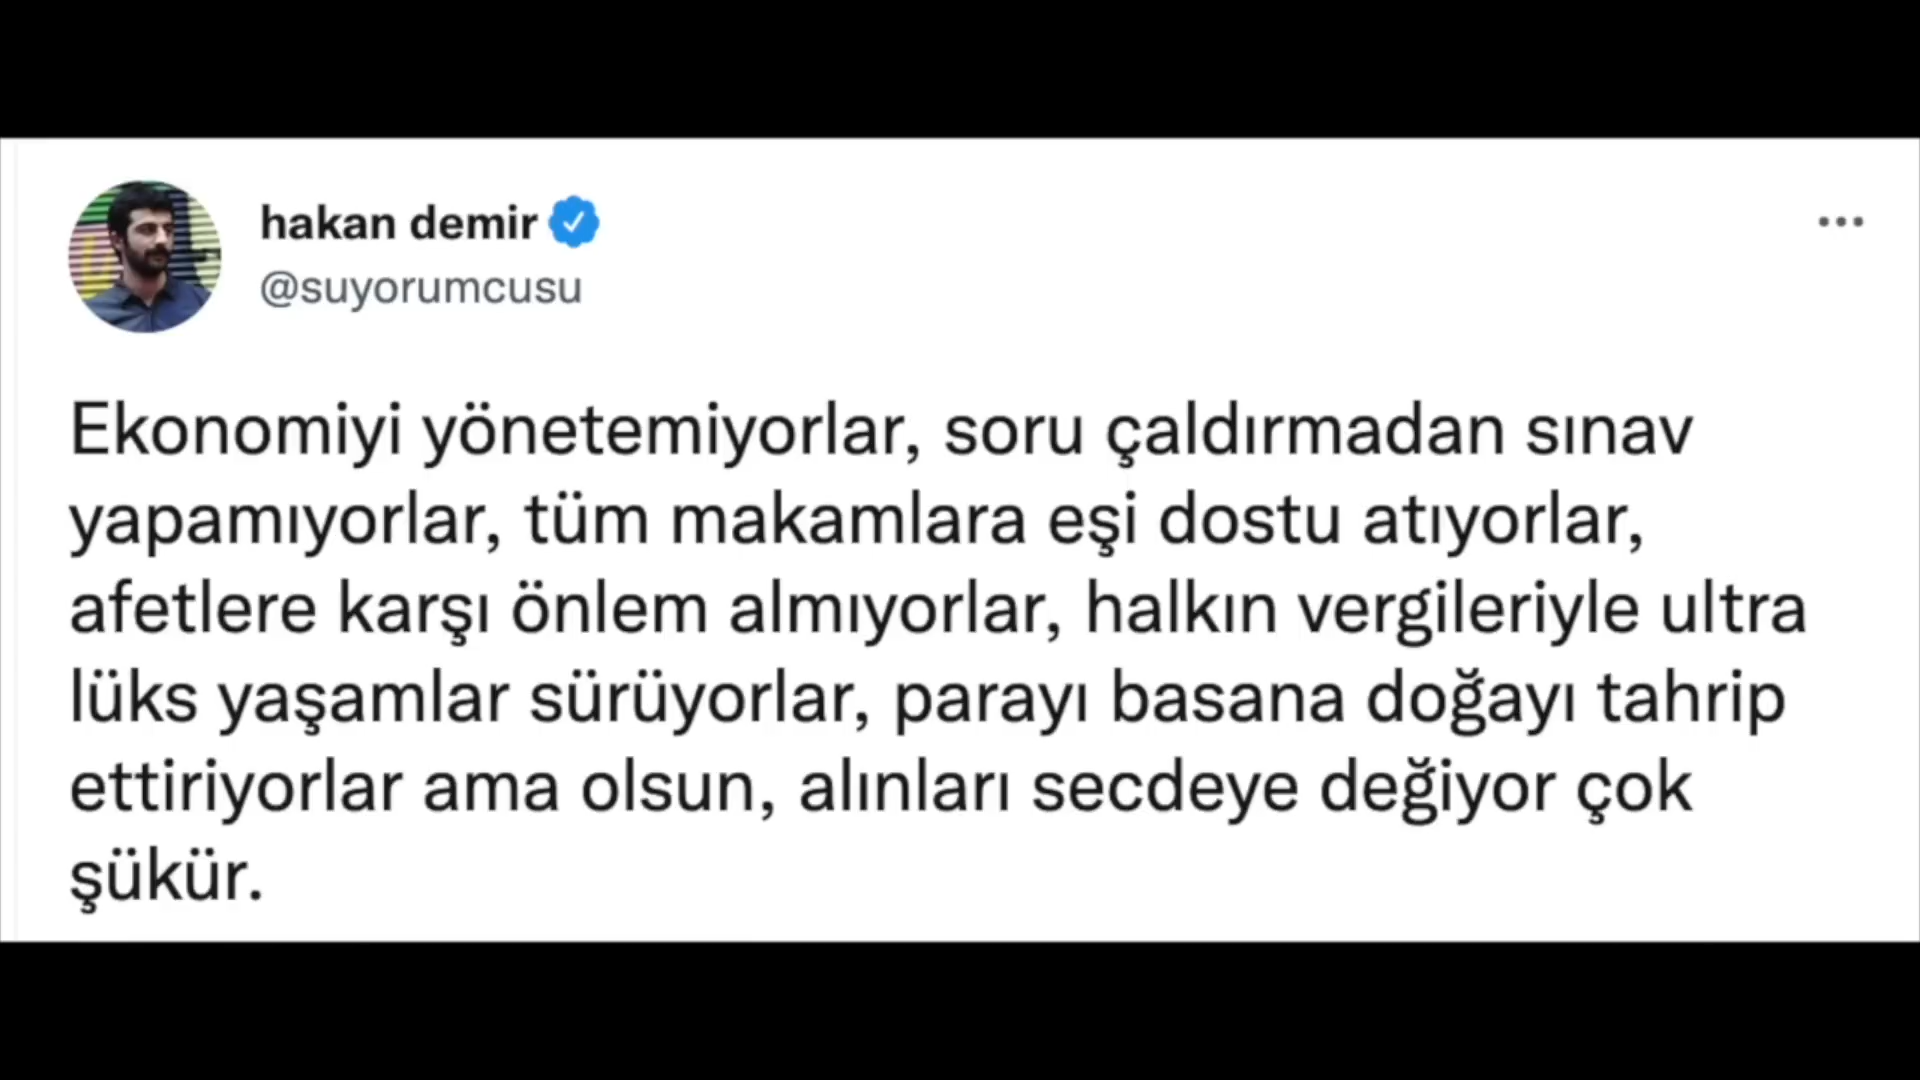 hakan demir
@suyorumcusu
Ekonomiyi yönetemiyorlar, soru çaldırmadan sınav
yapamıyorlar, tüm makamlara eşi dostu atıyorlar,
afetlere karşı önlem almıyorlar, halkın vergileriyle ultra
lüks yaşamlar sürüyorlar, parayı basana doğayı tahrip
ettiriyorlar ama olsun, alınları secdeye değiyor çok
şükür.